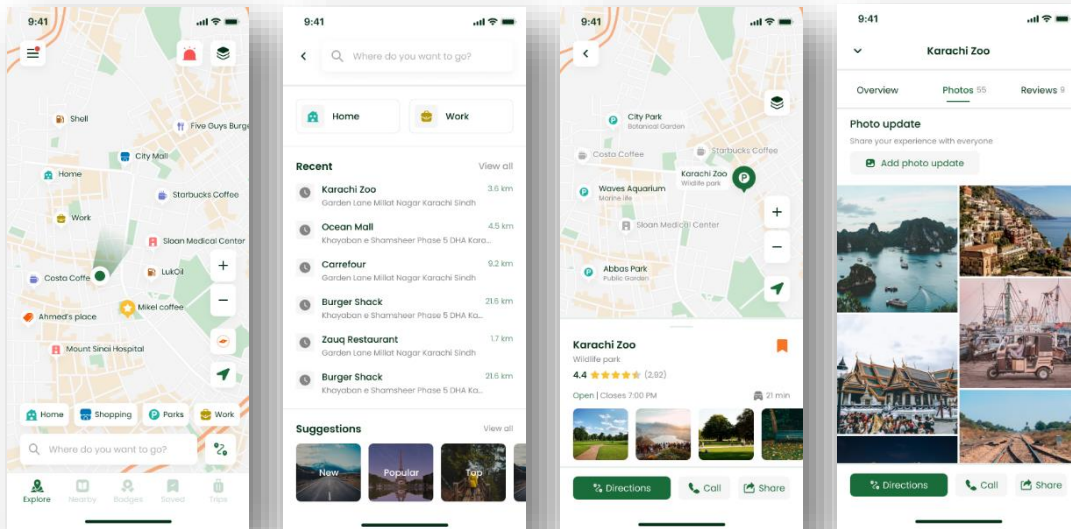 9:41
Shell
Five Guys Burge
City Mall
Home
Starbucks Coffee
Work
Sloan Medical Center
Costa Coffe
LukOil
+
−
Mikel coffee
Ahmed's place
Mount Sinai Hospital
Home
Shopping
Parks
Work
Where do you want to go?
Explore
Nearby
Badges
Saved
Trips
9:41
Where do you want to go?
Home
Work
Recent
View all
Karachi Zoo
3.6 km
Garden Lane Millat Nagar Karachi Sindh
Ocean Mall
4.5 km
Khayaban e Shamsheer Phase 5 DHA Kara...
Carrefour
9.2 km
Garden Lane Millat Nagar Karachi Sindh
Burger Shack
21.6 km
Khayaban e Shamsheer Phase 5 DHA Ka...
Zauq Restaurant
1.7 km
Garden Lane Millat Nagar Karachi Sindh
Burger Shack
21.6 km
Khayaban e Shamsheer Phase 5 DHA Ka...
Suggestions
View all
New
Popular
Top
9:41
City Park
Botanical Garden
Costa Coffee
Starbucks Coffee
Karachi Zoo
Wildlife park
P
Waves Aquarium
Marine life
Sloan Medical Center
+
−
Abbas Park
Public Garden
Karachi Zoo
Wildlife park
4.4
(2,92)
Open | Closes 7:00 PM
21 min
Directions
Call
Share
9:41
Karachi Zoo
Overview
Photos 55
Reviews 9
Photo update
Share your experience with everyone
Add photo update
Directions
Call
Share